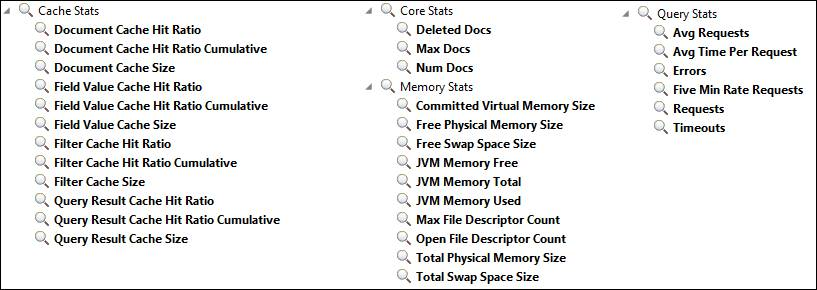 Cache Stats
Document Cache Hit Ratio
Document Cache Hit Ratio Cumulative
Document Cache Size
Field Value Cache Hit Ratio
Field Value Cache Hit Ratio Cumulative
Field Value Cache Size
Filter Cache Hit Ratio
Filter Cache Hit Ratio Cumulative
Filter Cache Size
Query Result Cache Hit Ratio
Query Result Cache Hit Ratio Cumulative
Query Result Cache Size
Core Stats
Deleted Docs
Max Docs
Num Docs
Memory Stats
Committed Virtual Memory Size
Free Physical Memory Size
Free Swap Space Size
JVM Memory Free
JVM Memory Total
JVM Memory Used
Max File Descriptor Count
Open File Descriptor Count
Total Physical Memory Size
Total Swap Space Size
Query Stats
Avg Requests
Avg Time Per Request
Errors
Five Min Rate Requests
Requests
Timeouts